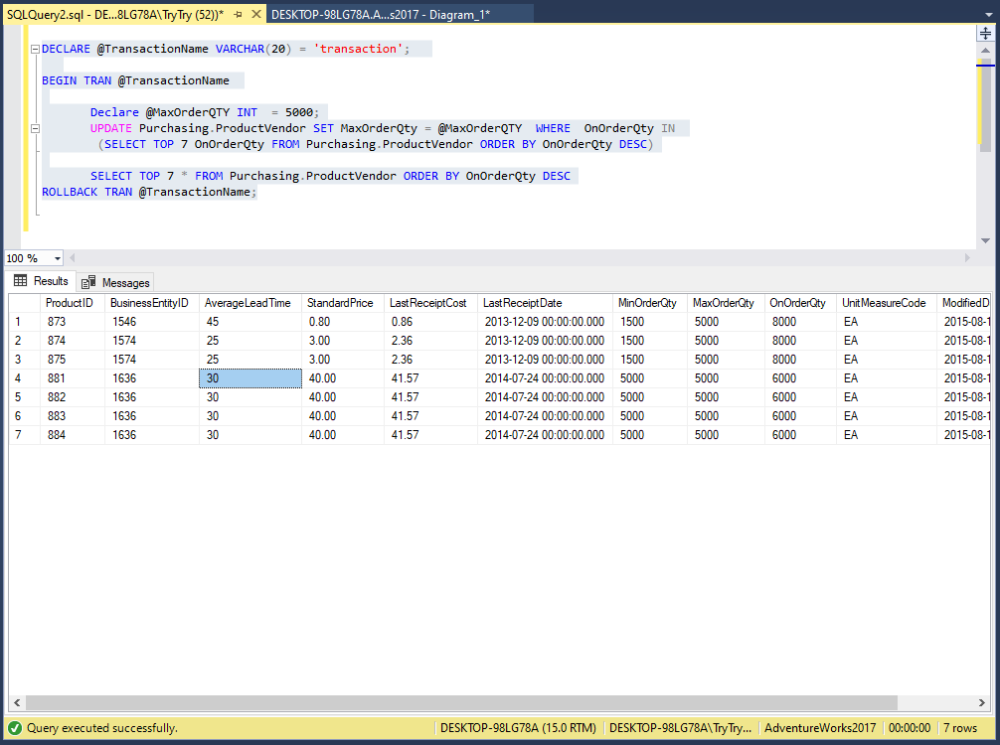 SQLQuery2.sql - DE...8LG78A\TryTry (52))* DESKTOP-98LG78A.A...s2017 - Diagram_1*
DECLARE @TransactionName VARCHAR(20) = 'transaction';
BEGIN TRAN @TransactionName
Declare @MaxOrderQTY INT = 5000;
UPDATE Purchasing.ProductVendor SET MaxOrderQty = @MaxOrderQTY WHERE OnOrderQty IN
(SELECT TOP 7 OnOrderQty FROM Purchasing.ProductVendor ORDER BY OnOrderQty DESC)
SELECT TOP 7 * FROM Purchasing.ProductVendor ORDER BY OnOrderQty DESC
ROLLBACK TRAN @TransactionName;
100 %
Results Messages
ProductID BusinessEntityID AverageLeadTime StandardPrice LastReceiptCost LastReceiptDate MinOrderQty MaxOrderQty OnOrderQty UnitMeasureCode ModifiedD
1 873 1546 45 0.80 0.86 2013-12-09 00:00:00.000 1500 5000 8000 EA 2015-08-1
2 874 1574 25 3.00 2.36 2013-12-09 00:00:00.000 1500 5000 8000 EA 2015-08-1
3 875 1574 25 3.00 2.36 2013-12-09 00:00:00.000 1500 5000 8000 EA 2015-08-1
4 881 1636 30 40.00 41.57 2014-07-24 00:00:00.000 5000 5000 6000 EA 2015-08-1
5 882 1636 30 40.00 41.57 2014-07-24 00:00:00.000 5000 5000 6000 EA 2015-08-1
6 883 1636 30 40.00 41.57 2014-07-24 00:00:00.000 5000 5000 6000 EA 2015-08-1
7 884 1636 30 40.00 41.57 2014-07-24 00:00:00.000 5000 5000 6000 EA 2015-08-1
Query executed successfully. DESKTOP-98LG78A (15.0 RTM) DESKTOP-98LG78A\TryTry... AdventureWorks2017 00:00:00 7 rows